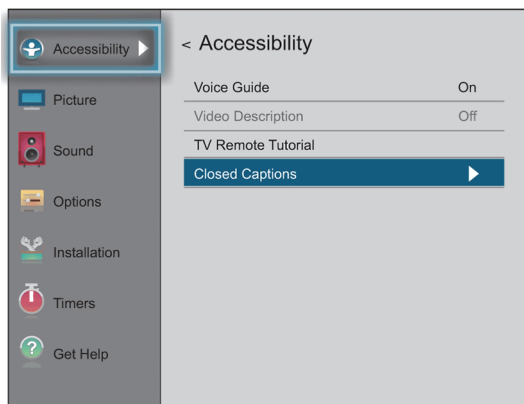 Accessibility
Picture
Sound
Options
Installation
Timers
? Get Help
< Accessibility
Voice Guide On
Video Description Off
TV Remote Tutorial
Closed Captions